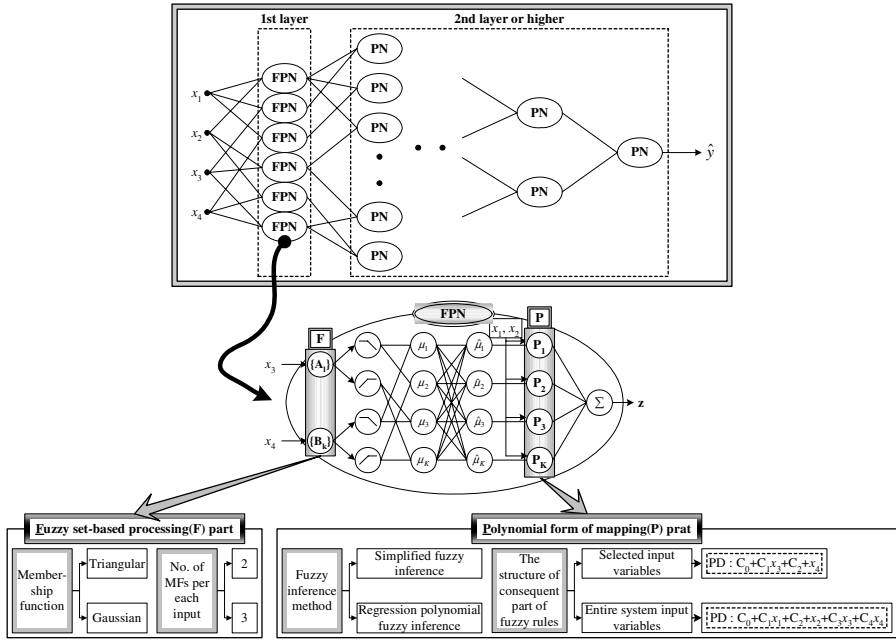 1st layer
2nd layer or higher
FPN
FPN
FPN
FPN
FPN
FPN
x1
x2
x3
x4
PN
PN
PN
PN
PN
PN
PN
PN
ŷ
FPN
F
P
x1, x2
x3
x4
{A1}
{Bk}
μ1
μ2
μ3
μK
μ̂1
μ̂2
μ̂3
μ̂K
P1
P2
P3
PK
Σ
z
Fuzzy set-based processing(F) part
Member-
ship
function
Triangular
Gaussian
No. of
MFs per
each
input
2
3
Polynomial form of mapping(P) prat
Fuzzy
inference
method
Simplified fuzzy
inference
Regression polynomial
fuzzy inference
The
structure of
consequent
part of
fuzzy rules
Selected input
variables
Entire system input
variables
PD : C0+C1x3+C2+x4
PD : C0+C1x1+C2+x2+C3x3+C4x4